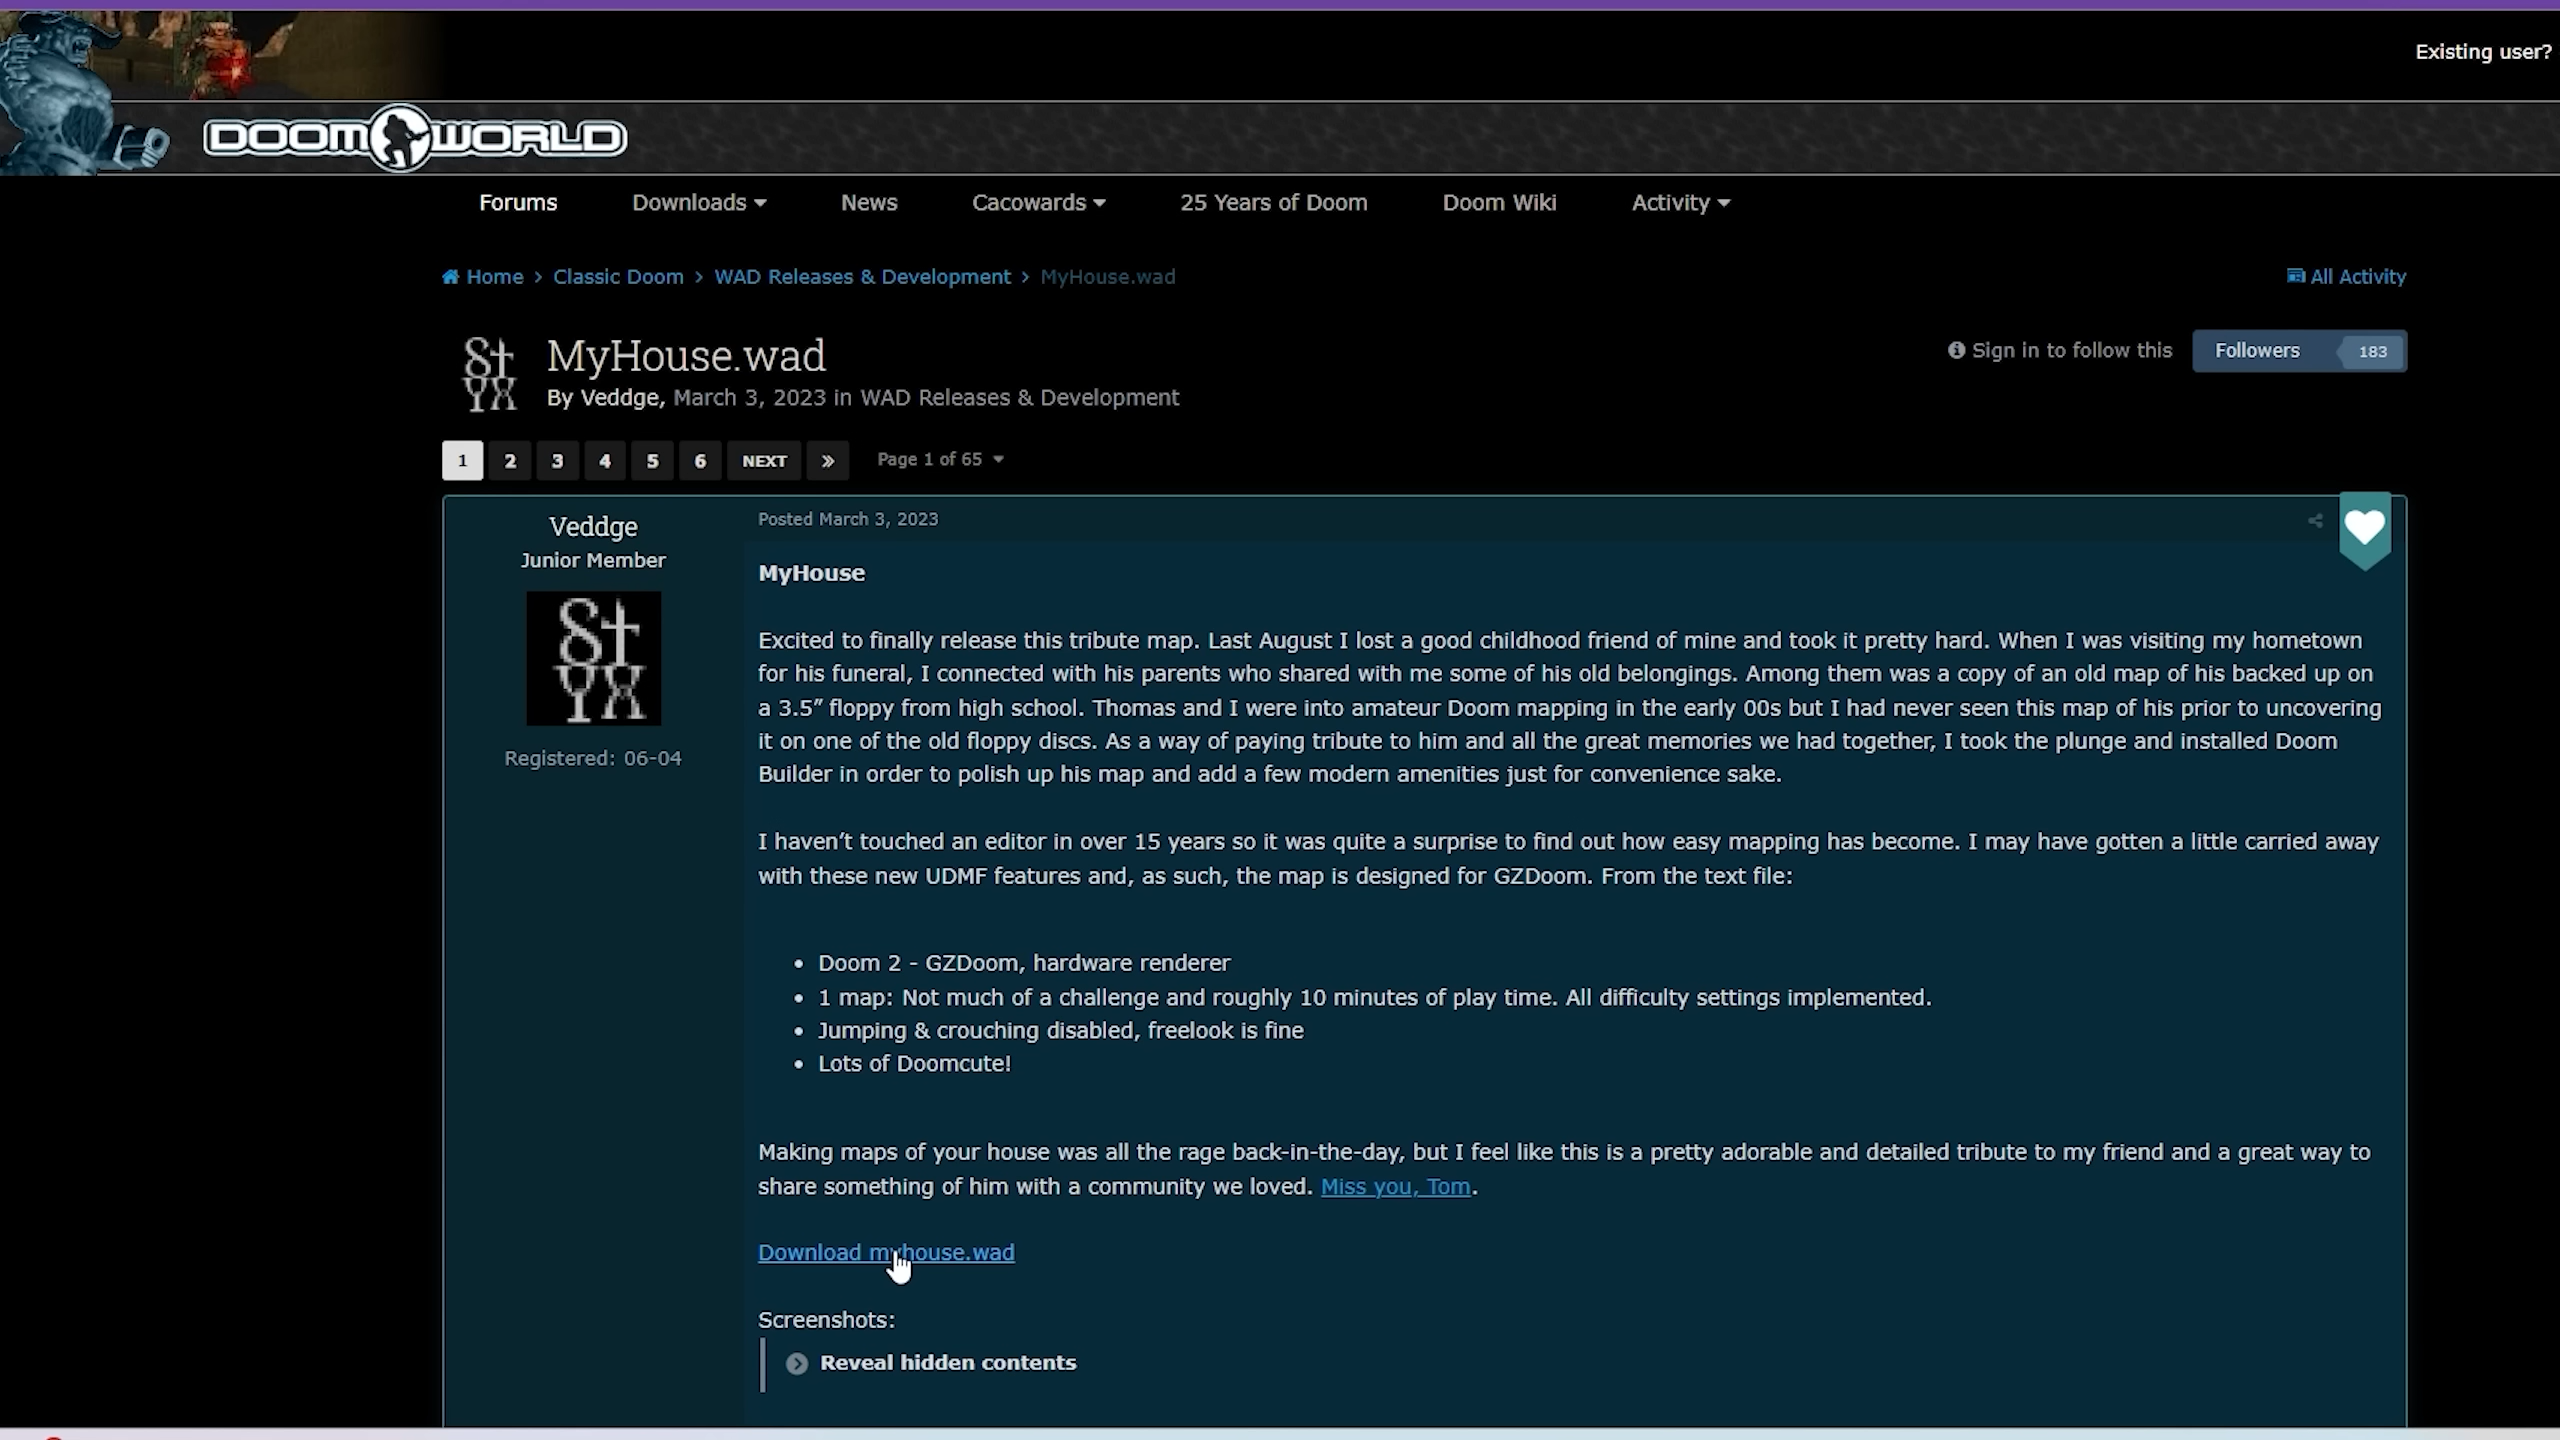 Existing user?
DOOMWORLD
Forums Downloads News Cacowards 25 Years of Doom Doom Wiki Activity
Home > Classic Doom > WAD Releases & Development > MyHouse.wad All Activity
St
YX
MyHouse.wad
Sign in to follow this Followers 183
By Veddge, March 3, 2023 in WAD Releases & Development
1 2 3 4 5 6 NEXT » Page 1 of 65
Veddge
Junior Member
St
YX
Registered: 06-04
Posted March 3, 2023
MyHouse
Excited to finally release this tribute map. Last August I lost a good childhood friend of mine and took it pretty hard. When I was visiting my hometown
for his funeral, I connected with his parents who shared with me some of his old belongings. Among them was a copy of an old map of his backed up on
a 3.5” floppy from high school. Thomas and I were into amateur Doom mapping in the early 00s but I had never seen this map of his prior to uncovering
it on one of the old floppy discs. As a way of paying tribute to him and all the great memories we had together, I took the plunge and installed Doom
Builder in order to polish up his map and add a few modern amenities just for convenience sake.
I haven’t touched an editor in over 15 years so it was quite a surprise to find out how easy mapping has become. I may have gotten a little carried away
with these new UDMF features and, as such, the map is designed for GZDoom. From the text file:
• Doom 2 - GZDoom, hardware renderer
• 1 map: Not much of a challenge and roughly 10 minutes of play time. All difficulty settings implemented.
• Jumping & crouching disabled, freelook is fine
• Lots of Doomcute!
Making maps of your house was all the rage back-in-the-day, but I feel like this is a pretty adorable and detailed tribute to my friend and a great way to
share something of him with a community we loved. Miss you, Tom.
Download myhouse.wad
Screenshots:
Reveal hidden contents